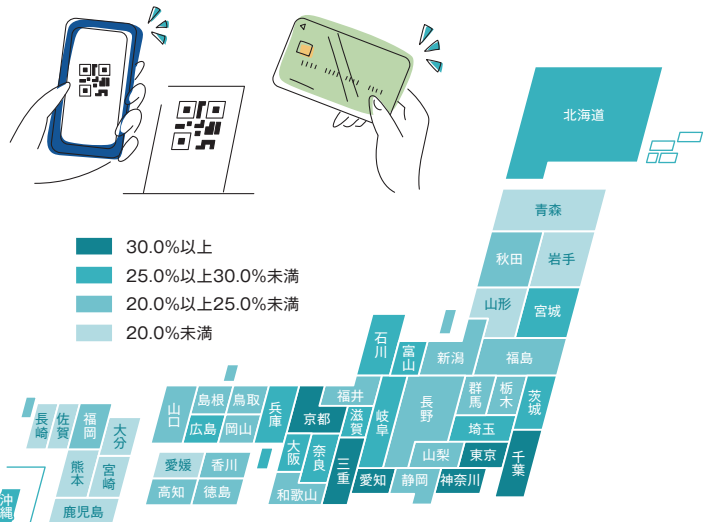 30.0%以上
25.0%以上30.0%未満
20.0%以上25.0%未満
20.0%未満
北海道
青森
秋田
岩手
山形
宮城
石川
富山
新潟
福島
福井
長野
群馬
栃木
茨城
山口
島根
鳥取
兵庫
京都
滋賀
岐阜
埼玉
広島
岡山
大阪
奈良
三重
山梨
東京
千葉
愛知
静岡
神奈川
和歌山
愛媛
香川
高知
徳島
長崎
佐賀
福岡
大分
熊本
宮崎
鹿児島
沖縄